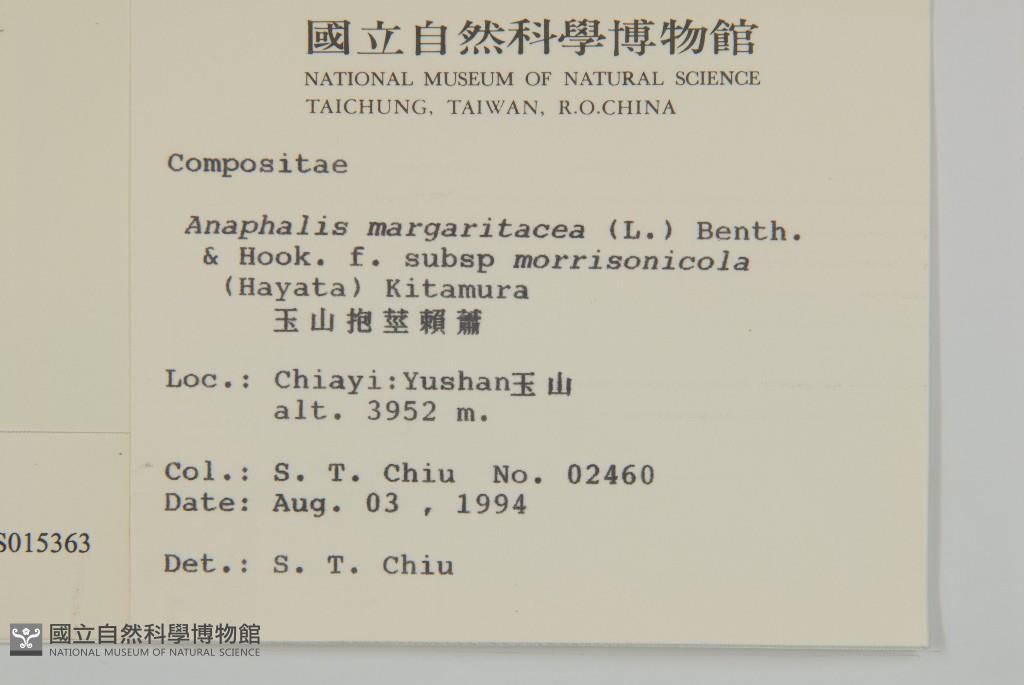 國立自然科學博物館
NATIONAL MUSEUM OF NATURAL SCIENCE
TAICHUNG, TAIWAN, R.O.CHINA
Compositae
Anaphalis margaritacea (L.) Benth.
& Hook. f. subsp morrisonicola
(Hayata) Kitamura
玉山抱莖籟蕭
Loc.: Chiayi:Yushan玉山
alt. 3952 m.
Col.: S. T. Chiu No. 02460
Date: Aug. 03 , 1994
Det.: S. T. Chiu
S015363
國立自然科學博物館
NATIONAL MUSEUM OF NATURAL SCIENCE